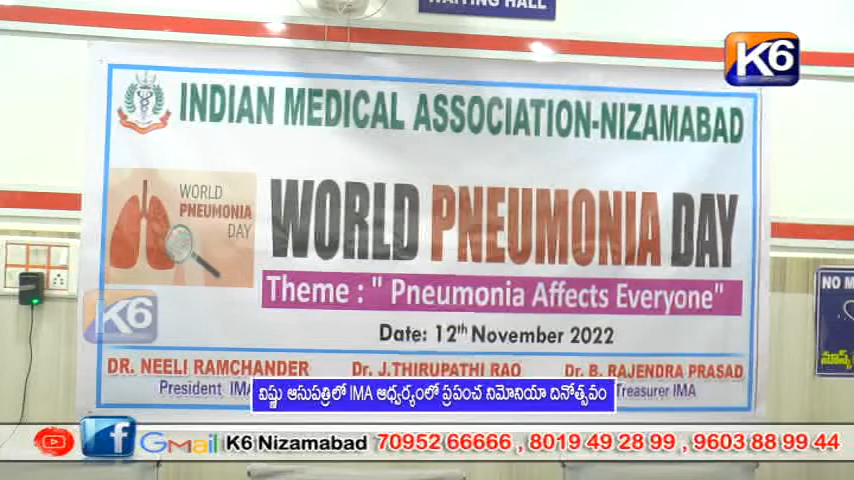 WAITING HALL
K6
INDIAN MEDICAL ASSOCIATION-NIZAMABAD
WORLD
PNEUMONIA
DAY
WORLD PNEUMONIA DAY
Theme : " Pneumonia Affects Everyone"
K6
Date: 12th November 2022
NO M
DR. NEELI RAMCHANDER
Dr. J.THIRUPATHI RAO
Dr. B. RAJENDRA PRASAD
President IMA
Treasurer IMA
విష్ణు ఆసుపత్రిలో IMA ఆధ్వర్యంలో ప్రపంచ నిమోనియా దినోత్సవం
Gmail K6 Nizamabad 70952 66666 , 8019 49 28 99 , 9603 88 99 44